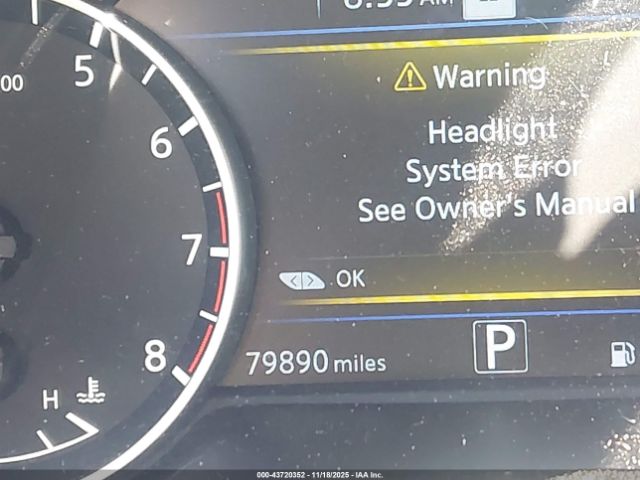 5
6
7
8
H
Warning
Headlight
System Error
See Owner's Manual
OK
79890 miles
P
000-43720352 | 11/18/2025 - IAA Inc.